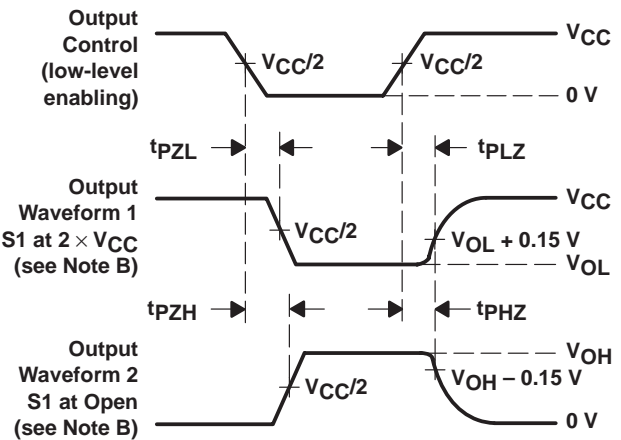 Output
Control
(low-level
enabling)
VCC
VCC/2
VCC/2
0 V
tPZL
tPLZ
Output
Waveform 1
S1 at 2 × VCC
(see Note B)
VCC
VCC/2
VOL + 0.15 V
VOL
tPZH
tPHZ
Output
Waveform 2
S1 at Open
(see Note B)
VOH
VCC/2
VOH – 0.15 V
0 V